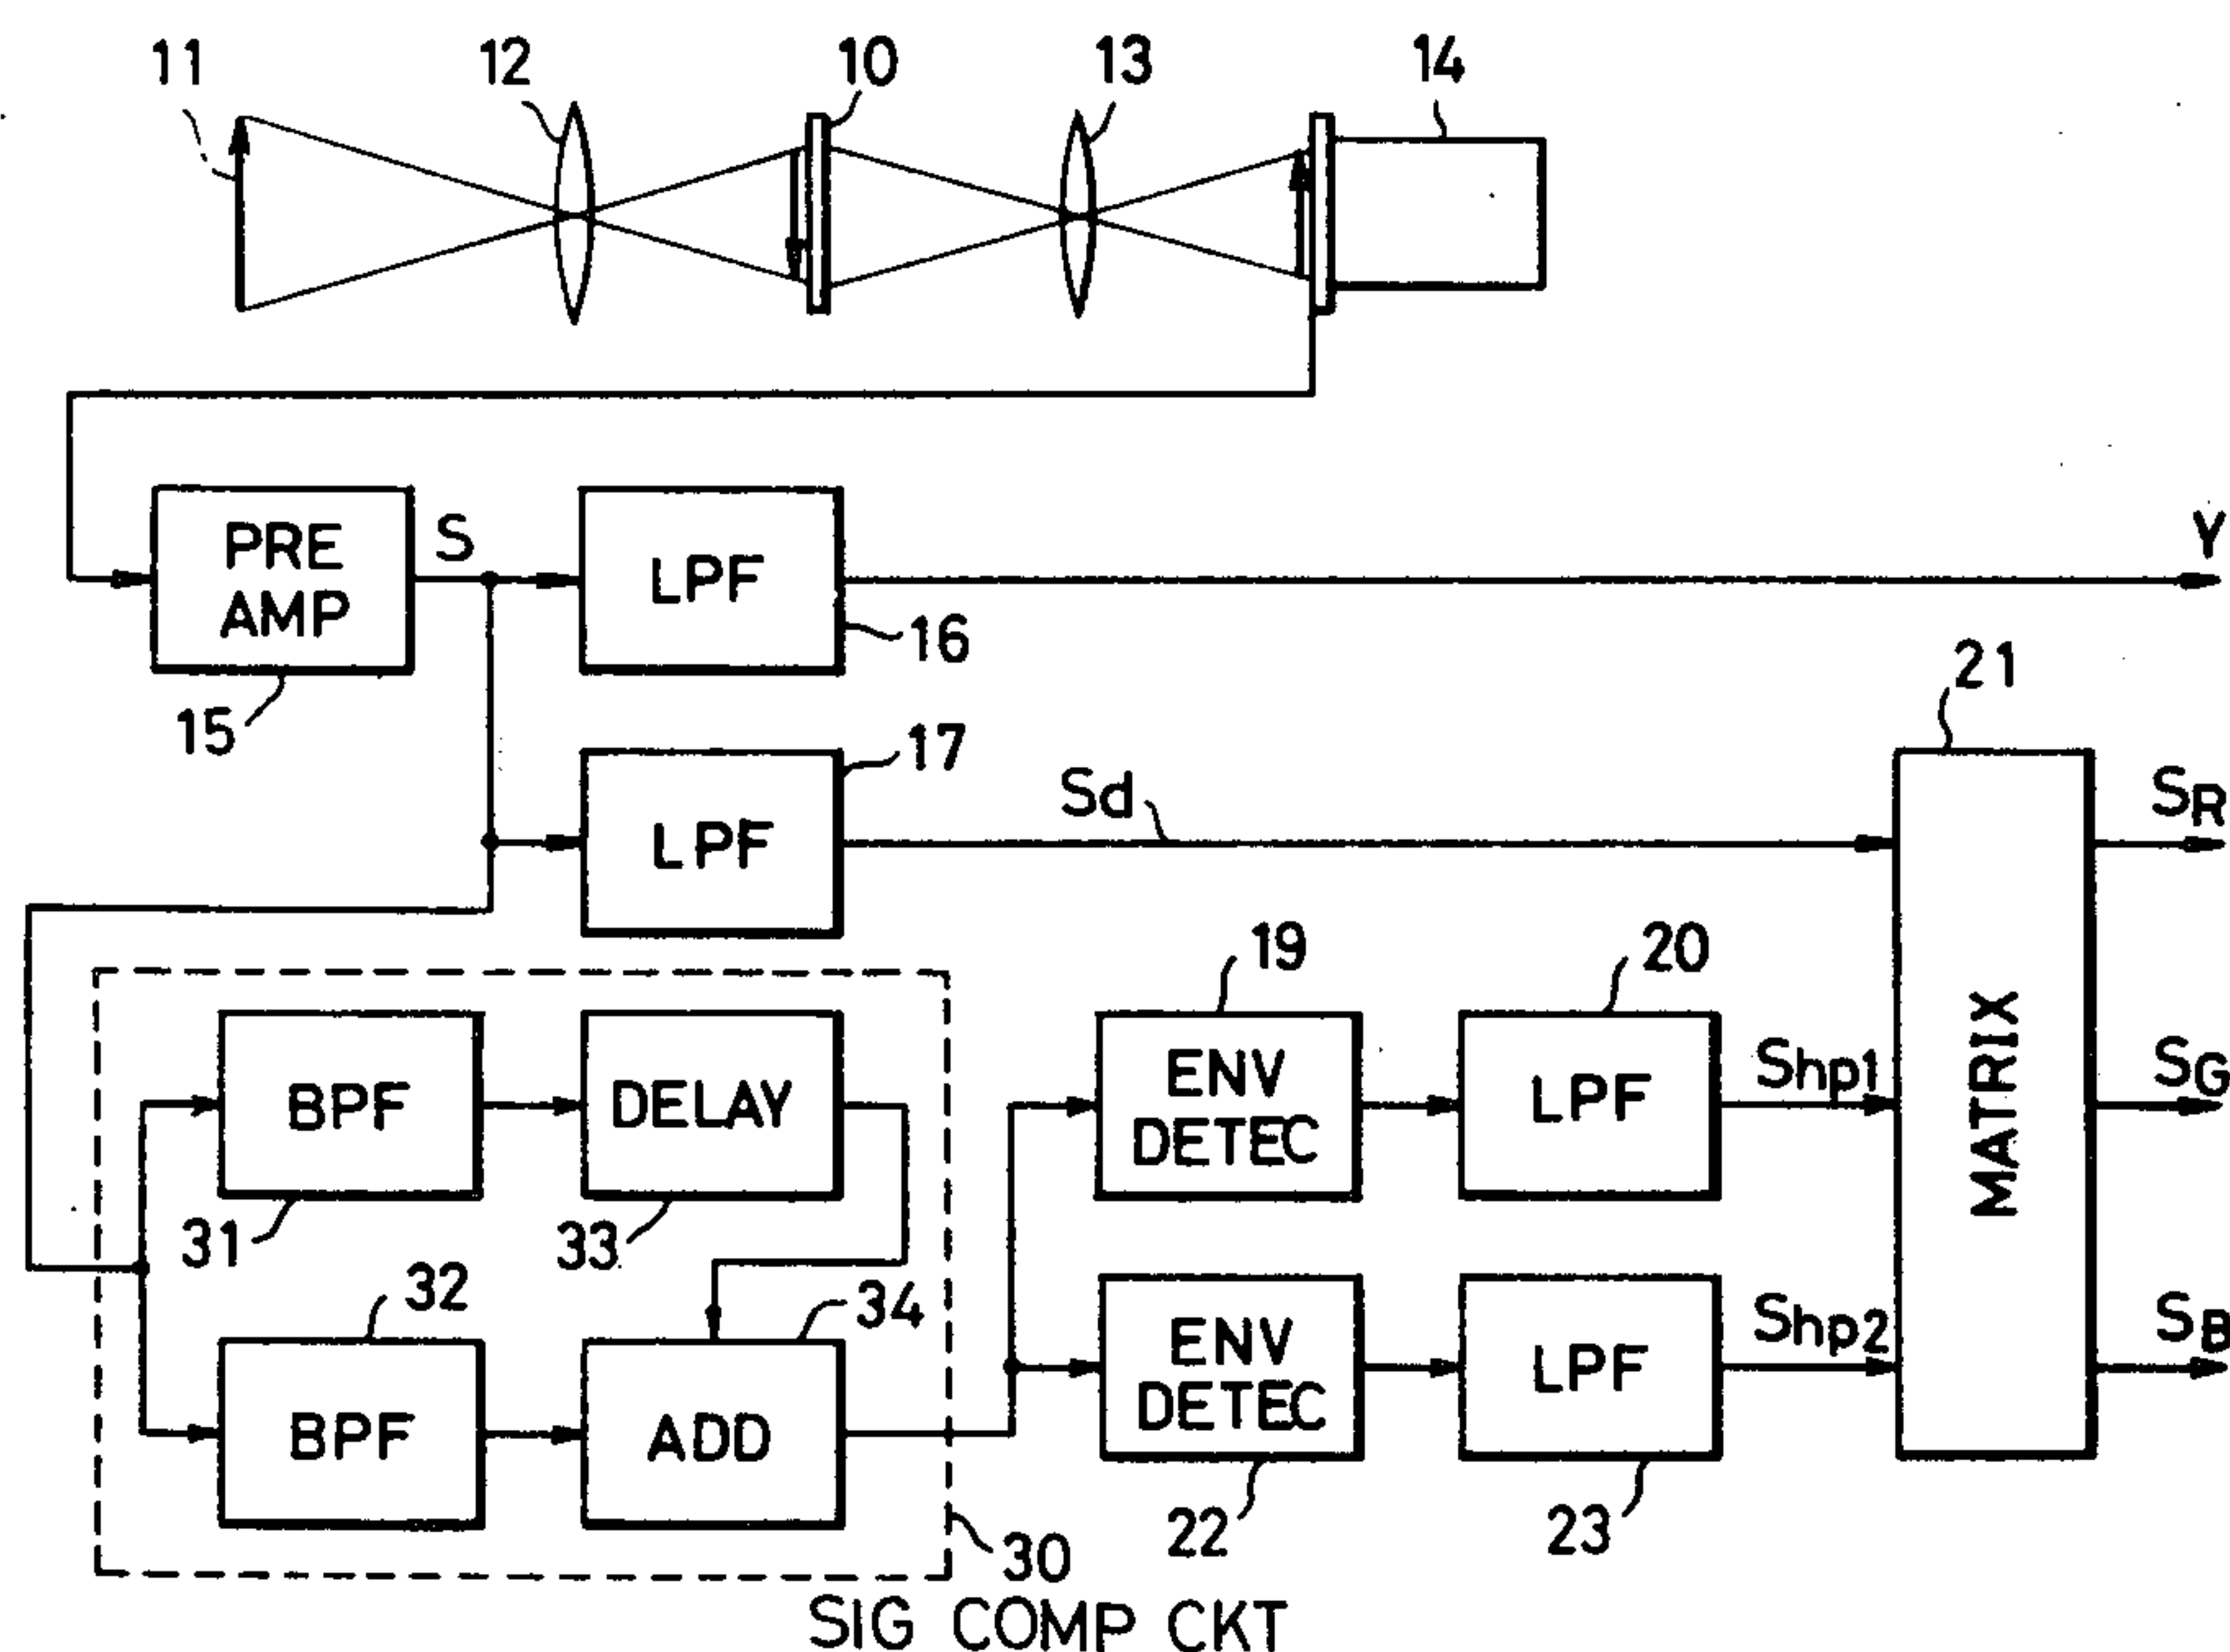 11 12 10 13 14
PRE
AMP
S
LPF
Y
16
15
21
17
LPF
Sd
SR
19 20
BPF
DELAY
ENV
DETEC
LPF
Shp1
MATRIX
SG
31 33
32 34
BPF
ADD
ENV
DETEC
LPF
Shp2
SB
22 23
30
SIG COMP CKT